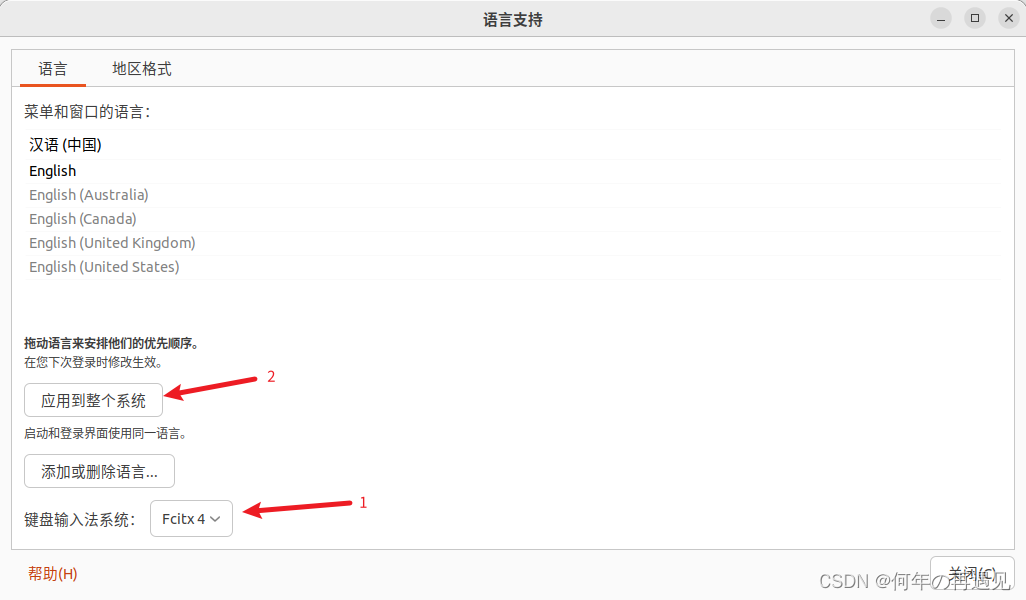 语言支持
语言 地区格式
菜单和窗口的语言：
汉语 (中国)
English
English (Australia)
English (Canada)
English (United Kingdom)
English (United States)
拖动语言来安排他们的优先顺序。
在您下次登录时修改生效。
2
应用到整个系统
启动和登录界面使用同一语言。
添加或删除语言...
1
键盘输入法系统： Fcitx 4
帮助(H) 关闭(C)
CSDN @何年の再遇见